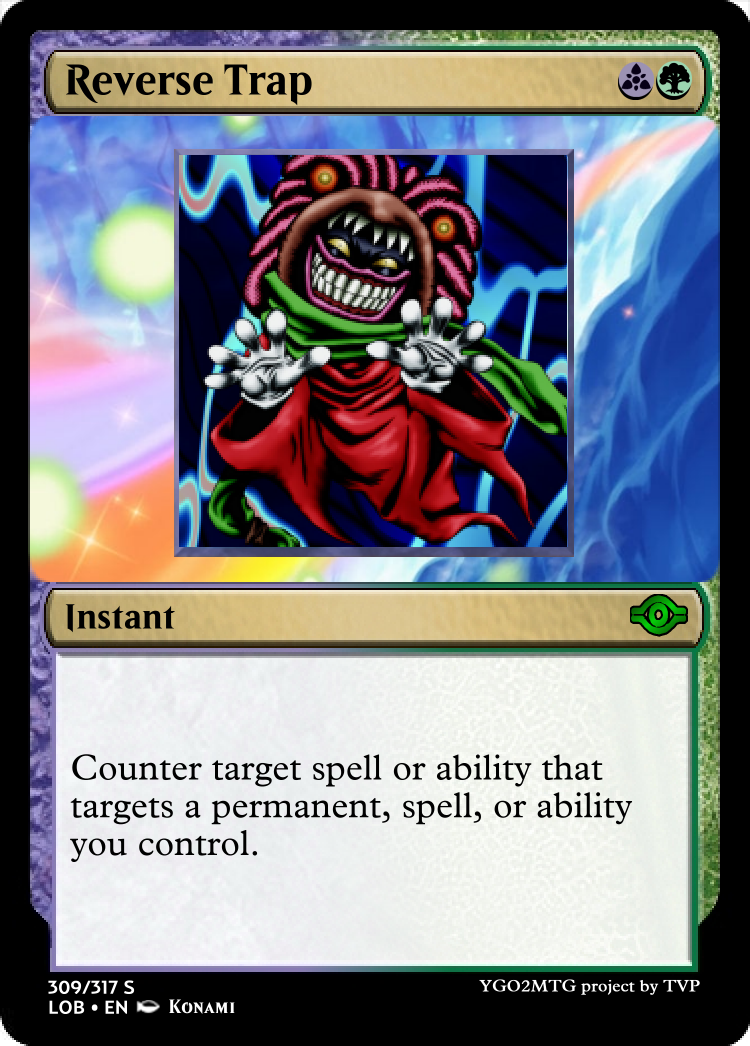 Reverse Trap
Instant
Counter target spell or ability that
targets a permanent, spell, or ability
you control.
309/317 S
YGO2MTG project by TVP
LOB • EN KONAMI